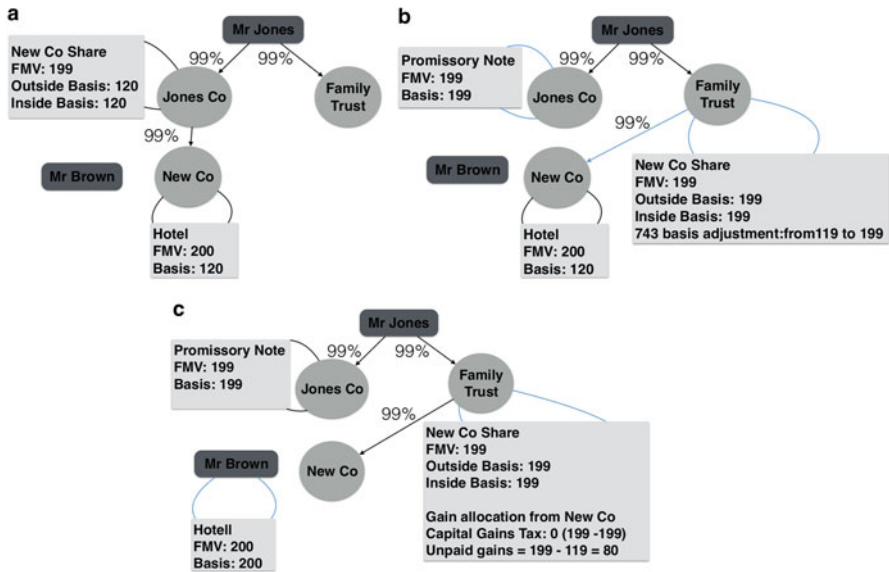 a
Mr Jones
99%
99%
New Co Share
FMV: 199
Outside Basis: 120
Inside Basis: 120
Jones Co
Family
Trust
99%
Mr Brown
New Co
Hotel
FMV: 200
Basis: 120
b
Mr Jones
99%
99%
Promissory Note
FMV: 199
Basis: 199
Jones Co
Family
Trust
99%
Mr Brown
New Co
New Co Share
FMV: 199
Outside Basis: 199
Inside Basis: 199
743 basis adjustment:from119 to 199
Hotel
FMV: 200
Basis: 120
c
Mr Jones
99%
99%
Promissory Note
FMV: 199
Basis: 199
Jones Co
Family
Trust
99%
Mr Brown
New Co
New Co Share
FMV: 199
Outside Basis: 199
Inside Basis: 199
Gain allocation from New Co
Capital Gains Tax: 0 (199 -199)
Unpaid gains = 199 - 119 = 80
Hotell
FMV: 200
Basis: 200